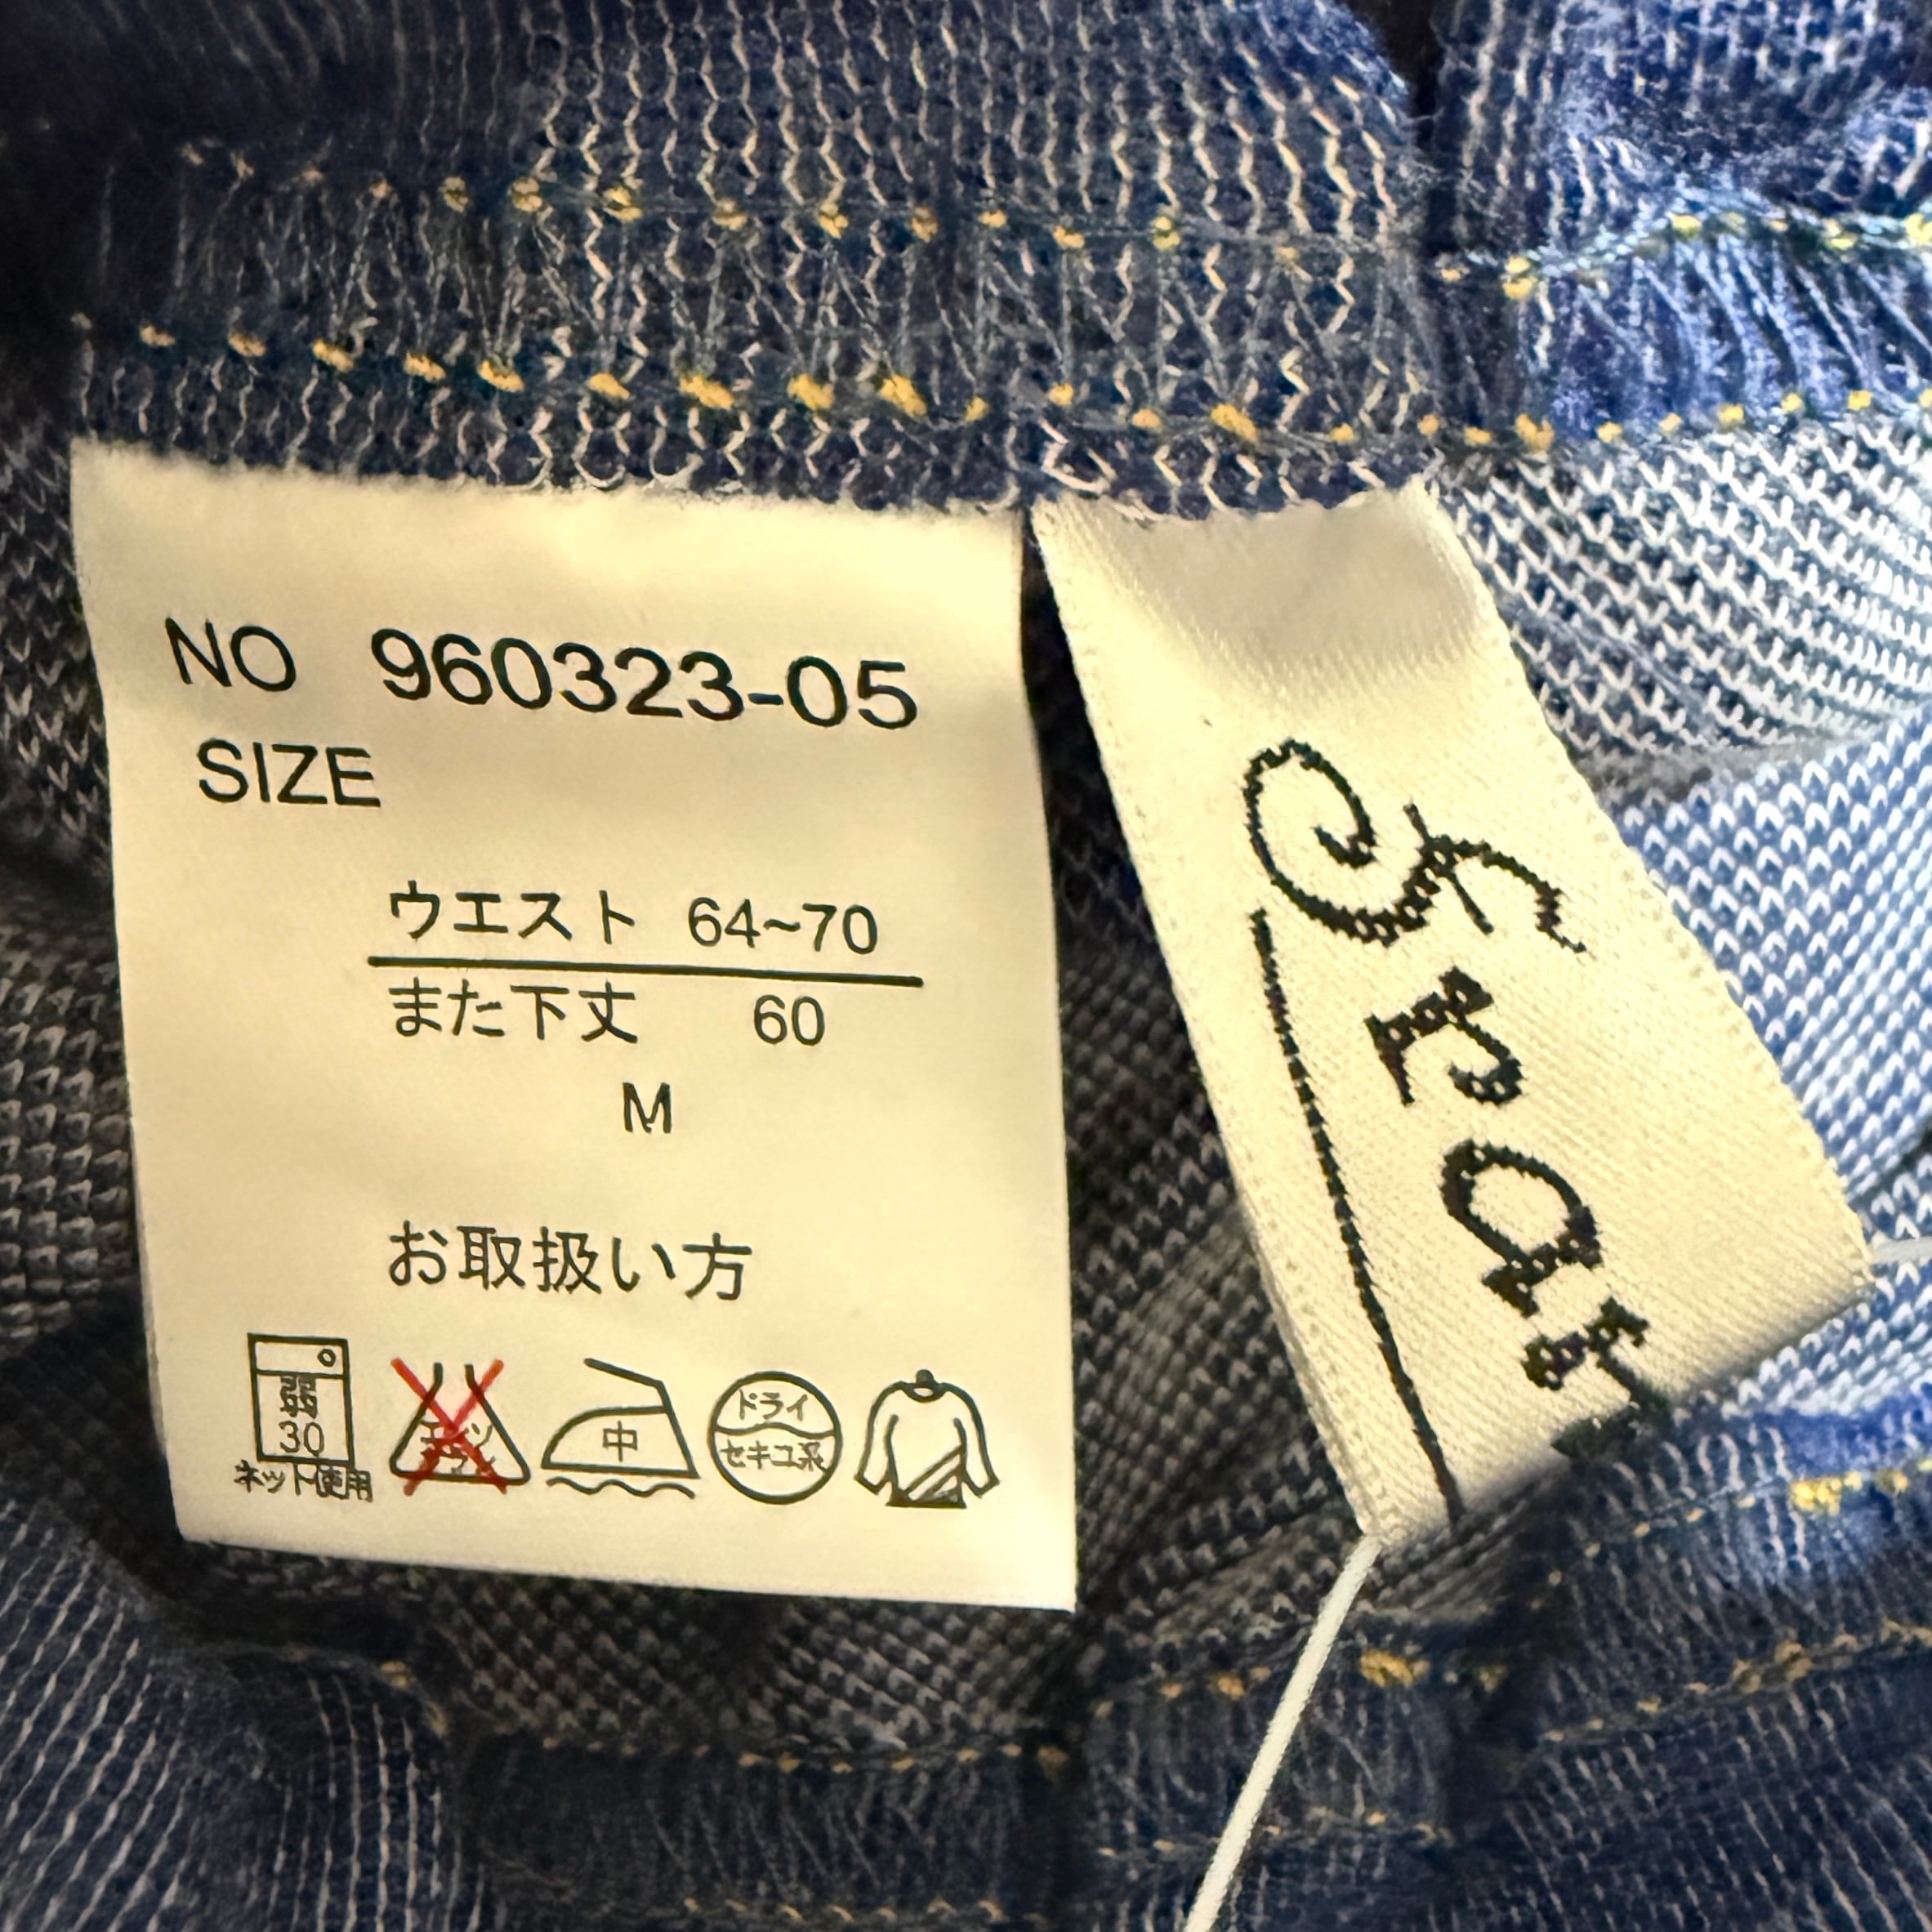 NO 960323-05
SIZE
ウエスト 64~70
また下丈 60
M
お取扱い方
弱
30
ネット使用
中
ドライ
セキユ系